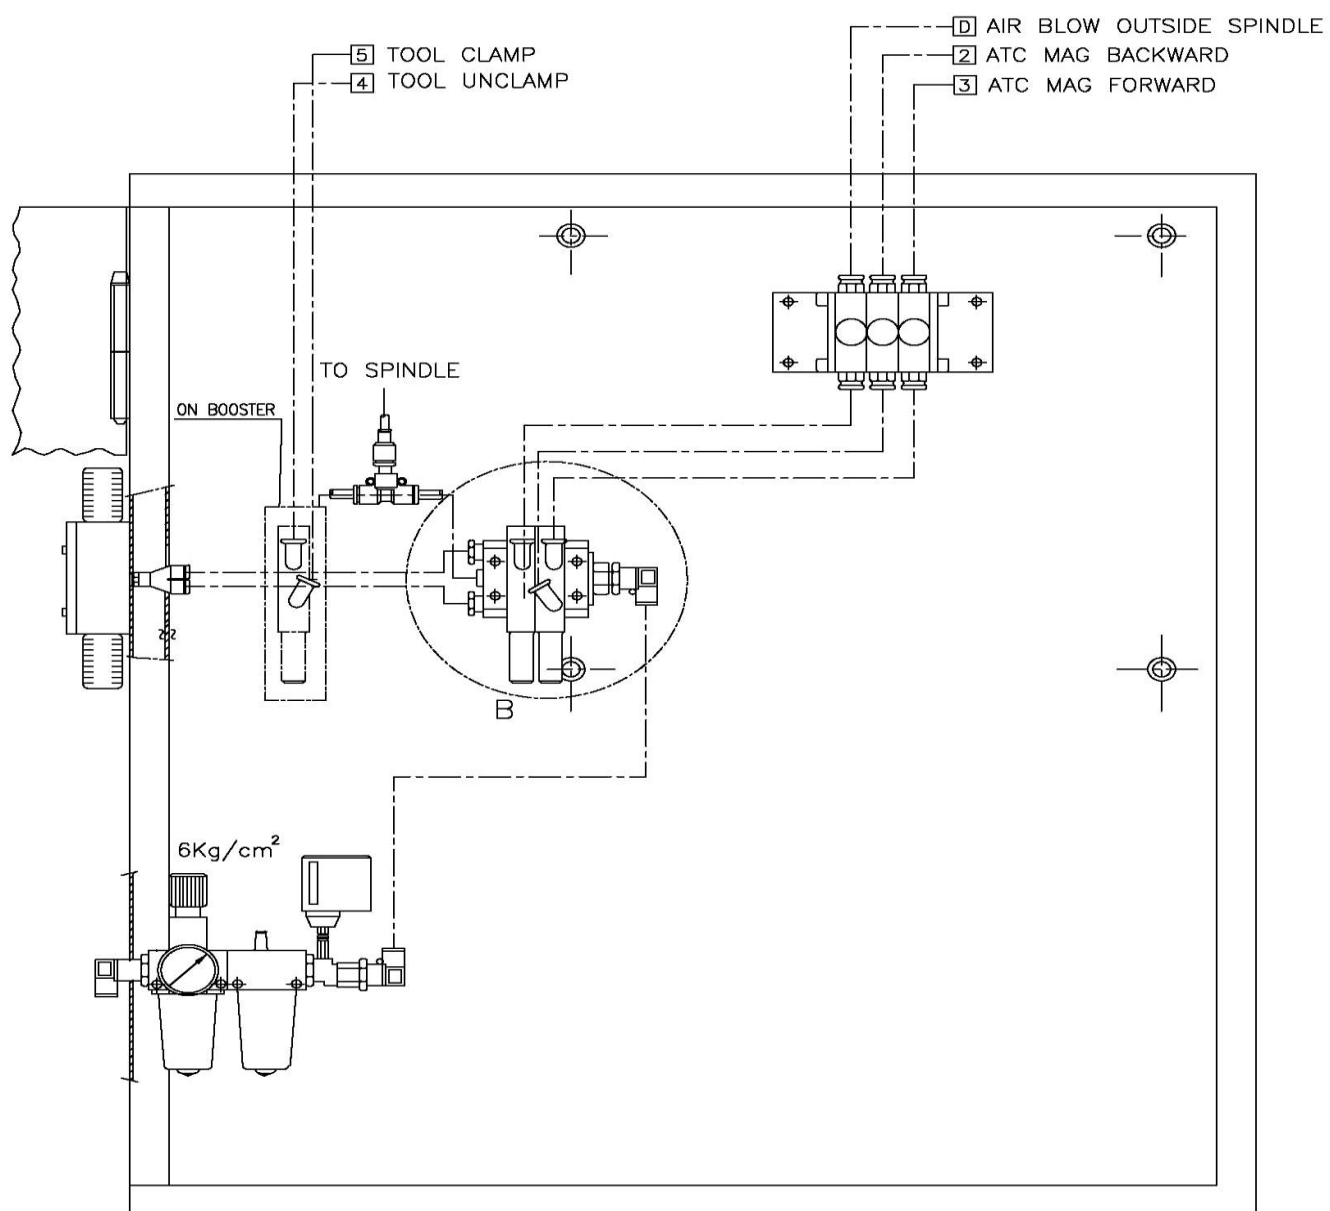 D AIR BLOW OUTSIDE SPINDLE
5 TOOL CLAMP
2 ATC MAG BACKWARD
4 TOOL UNCLAMP
3 ATC MAG FORWARD
TO SPINDLE
ON BOOSTER
B
6Kg/cm²